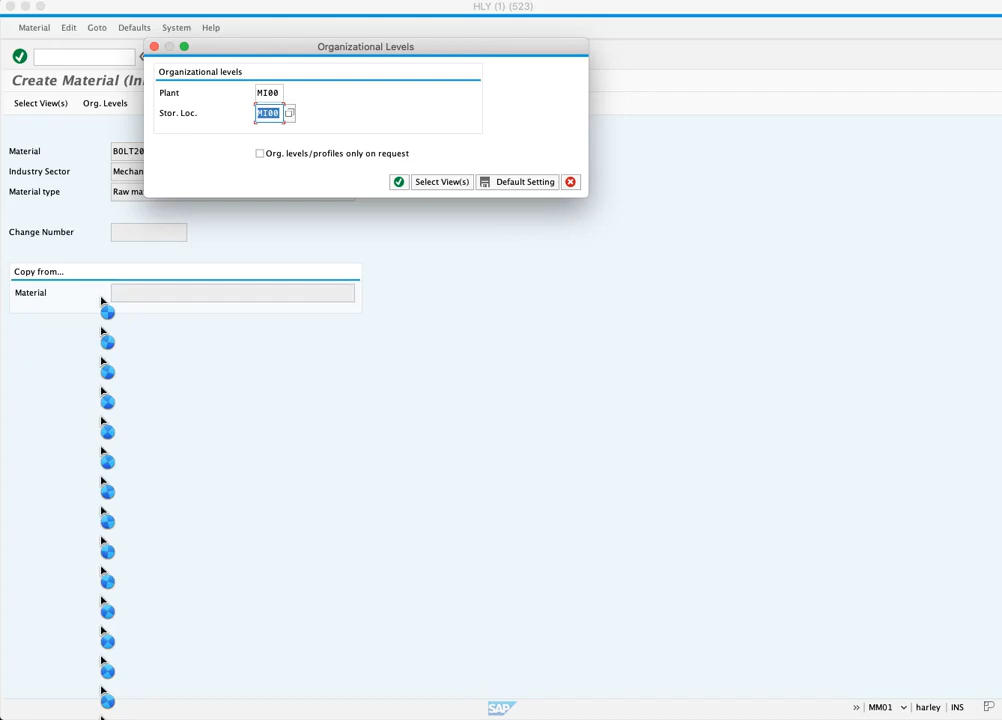 HLY (1) (523)
Material Edit Goto Defaults System Help
Organizational Levels
Create Material (In
Select View(s) Org. Levels
Organizational levels
Plant MI00
Stor. Loc. MI00
Org. levels/profiles only on request
Select View(s) Default Setting
Material BOLT20
Industry Sector Mechan
Material type Raw ma
Change Number
Copy from...
Material
SAP
MM01 harley INS